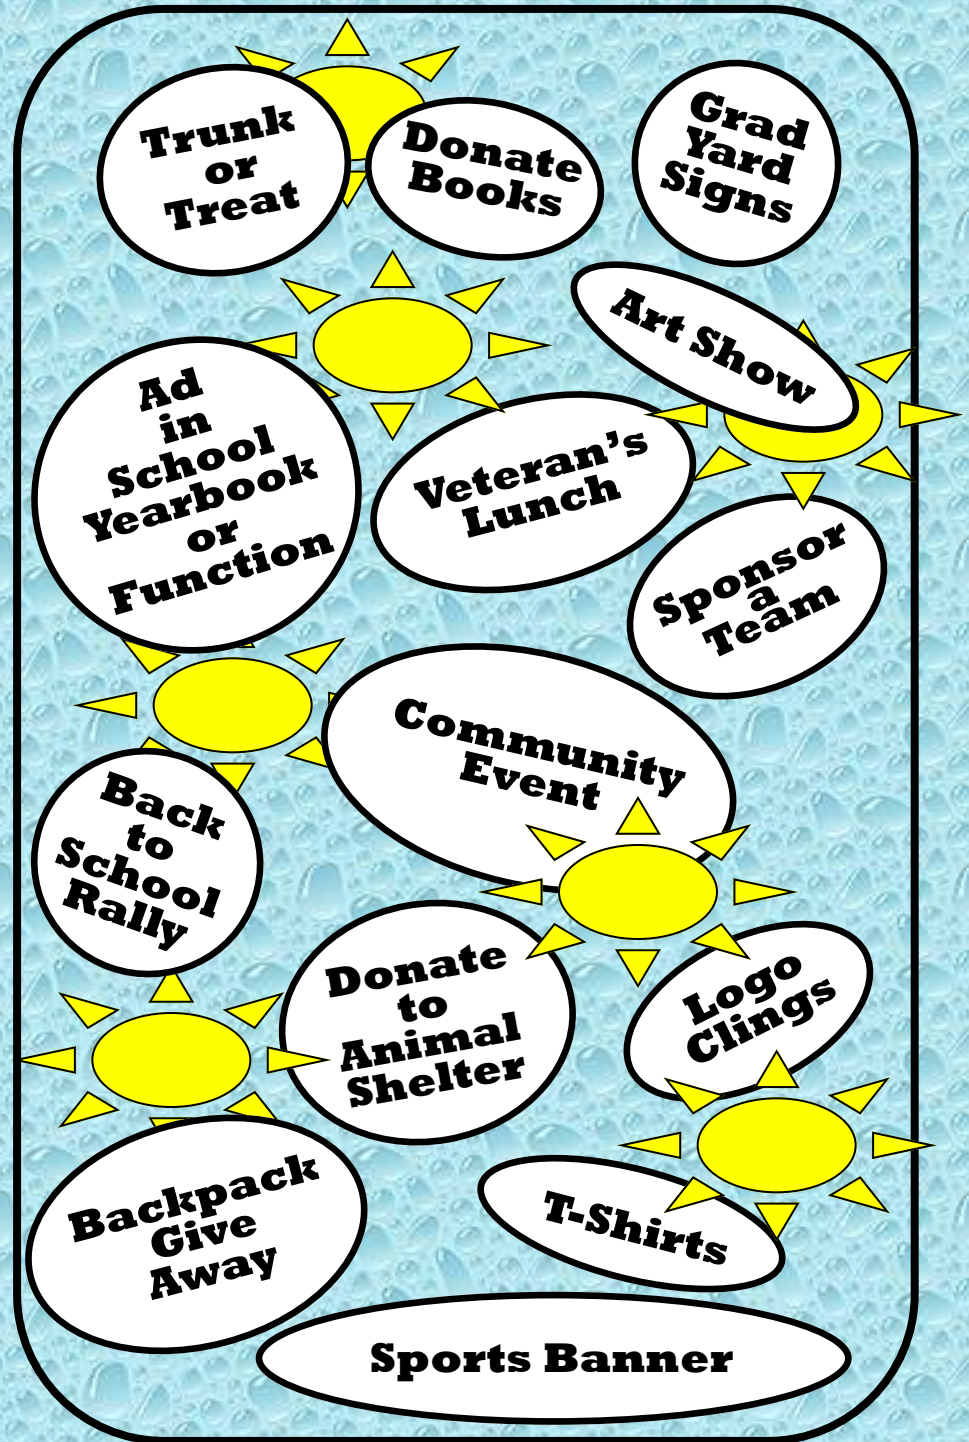 Trunk
or
Treat
Donate
Books
Grad
Yard
Signs
Art Show
Ad
in
School
Yearbook
or
Function
Veteran's
Lunch
Sponsor
a
Team
Community
Event
Back
to
School
Rally
Donate
to
Animal
Shelter
Logo
Clings
Backpack
Give
Away
T-Shirts
Sports Banner